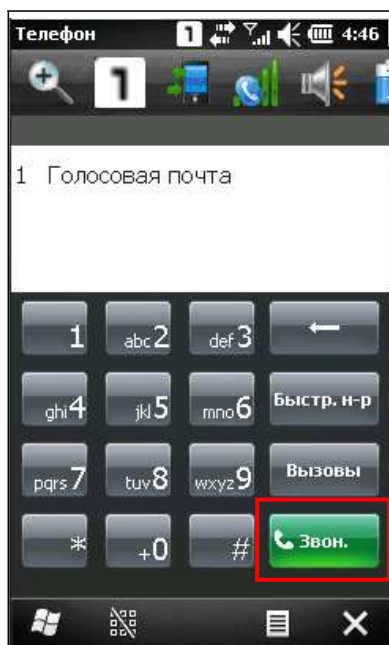 Телефон 1 4:46
1
1 Голосовая почта
1 abc2 def3
ghi4 jkl5 mno6 Быстр. н-р
pqrs7 tuv8 wxyz9 Вызовы
* +0 # Звон.